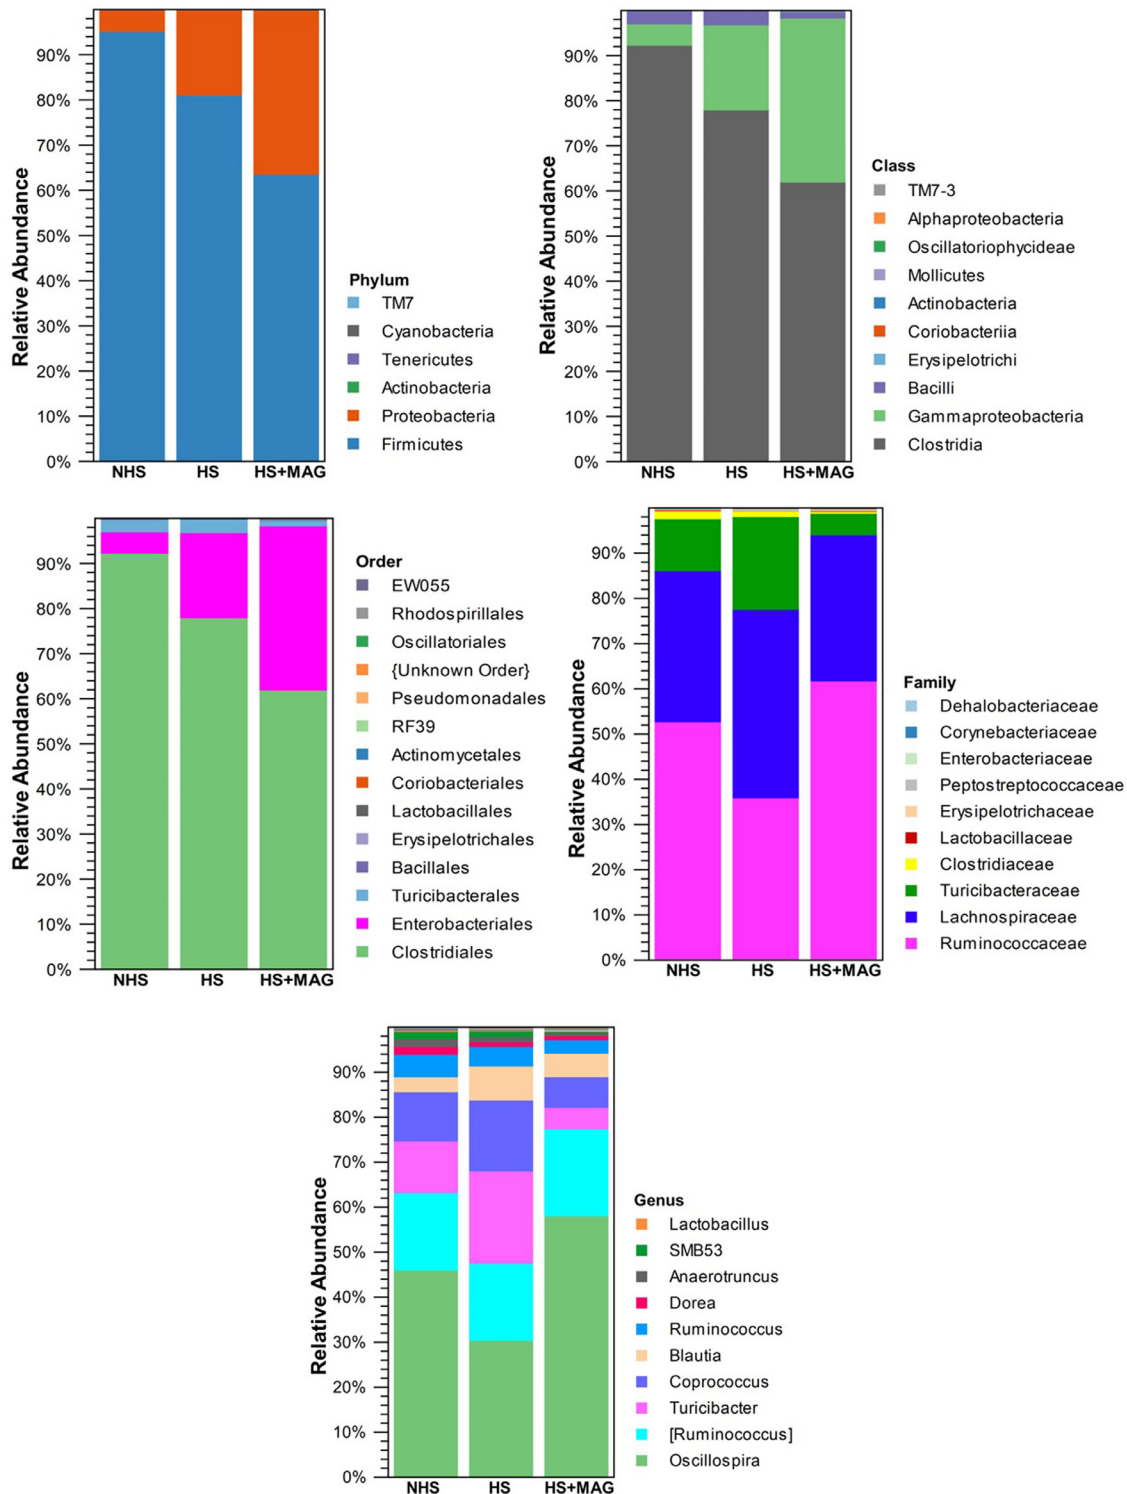 Relative Abundance
90%
80%
70%
60%
50%
40%
30%
20%
10%
0%
NHS HS HS+MAG
Phylum
TM7
Cyanobacteria
Tenericutes
Actinobacteria
Proteobacteria
Firmicutes
Relative Abundance
90%
80%
70%
60%
50%
40%
30%
20%
10%
0%
NHS HS HS+MAG
Class
TM7-3
Alphaproteobacteria
Oscillatoriophycideae
Mollicutes
Actinobacteria
Coriobacteriia
Erysipelotrichi
Bacilli
Gammaproteobacteria
Clostridia
Relative Abundance
90%
80%
70%
60%
50%
40%
30%
20%
10%
0%
NHS HS HS+MAG
Order
EW055
Rhodospirillales
Oscillatoriales
{Unknown Order}
Pseudomonadales
RF39
Actinomycetales
Coriobacteriales
Lactobacillales
Erysipelotrichales
Bacillales
Turicibacterales
Enterobacteriales
Clostridiales
Relative Abundance
90%
80%
70%
60%
50%
40%
30%
20%
10%
0%
NHS HS HS+MAG
Family
Dehalobacteriaceae
Corynebacteriaceae
Enterobacteriaceae
Peptostreptococcaceae
Erysipelotrichaceae
Lactobacillaceae
Clostridiaceae
Turicibacteraceae
Lachnospiraceae
Ruminococcaceae
Relative Abundance
90%
80%
70%
60%
50%
40%
30%
20%
10%
0%
NHS HS HS+MAG
Genus
Lactobacillus
SMB53
Anaerotruncus
Dorea
Ruminococcus
Blautia
Coprococcus
Turicibacter
[Ruminococcus]
Oscillospira